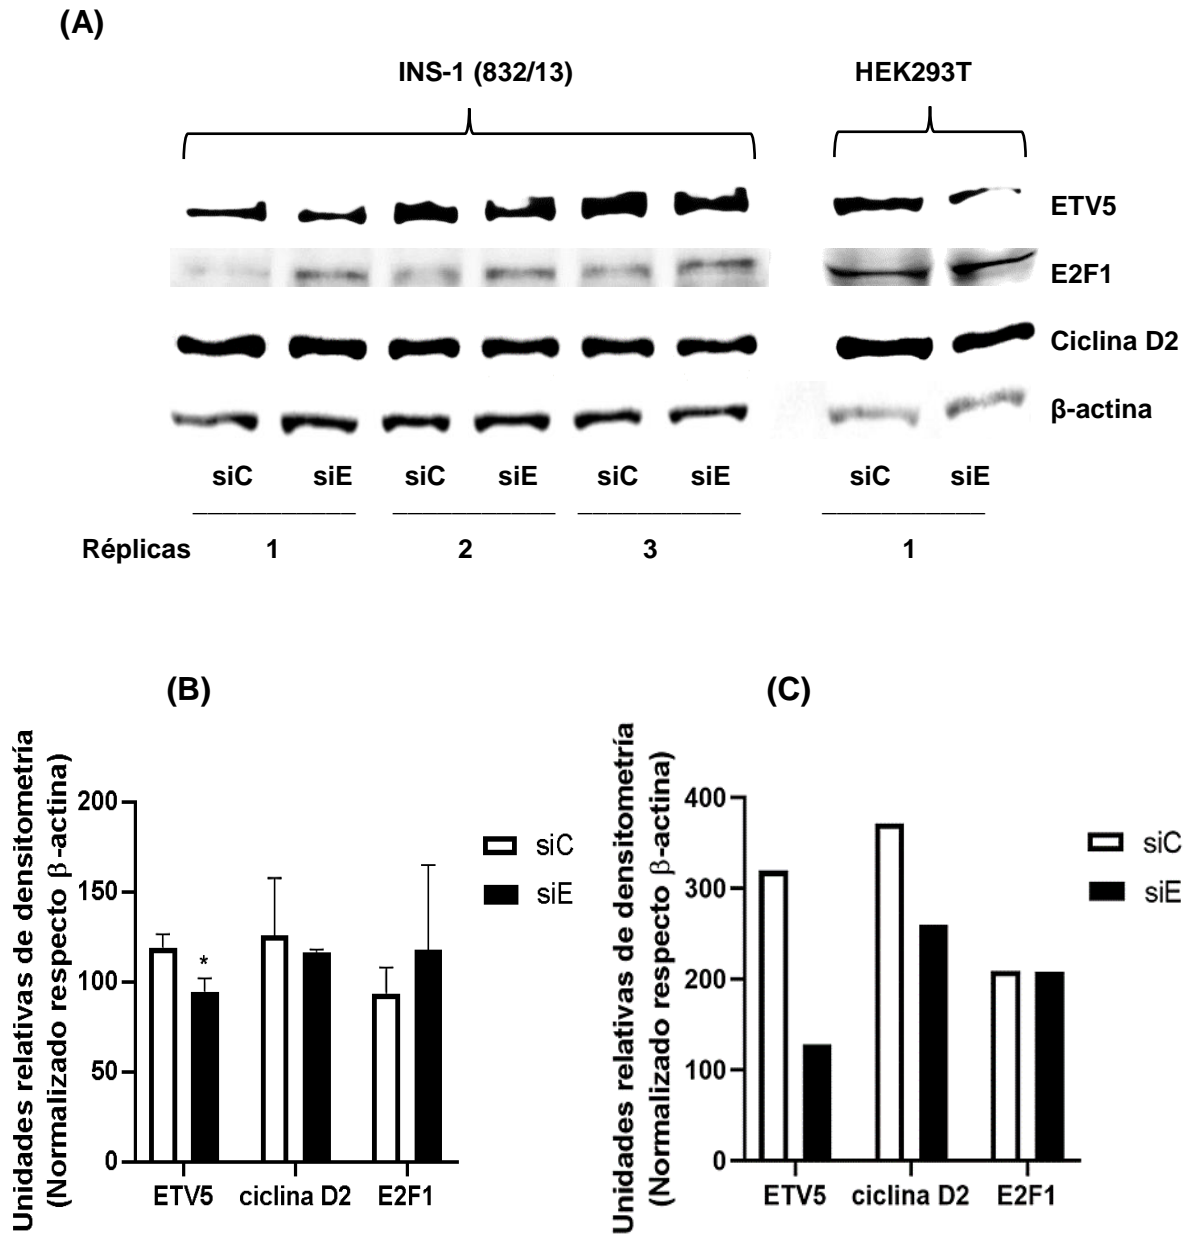 (A)
INS-1 (832/13)
HEK293T
ETV5
E2F1
Ciclina D2
β-actina
siC siE siC siE siC siE siC siE
Réplicas 1 2 3 1
(B)
Unidades relativas de densitometría
(Normalizado respecto β-actina)
200
150
100
50
0
*
siC
siE
ETV5 ciclina D2 E2F1
(C)
Unidades relativas de densitometría
(Normalizado respecto β-actina)
400
300
200
100
0
siC
siE
ETV5 ciclina D2 E2F1